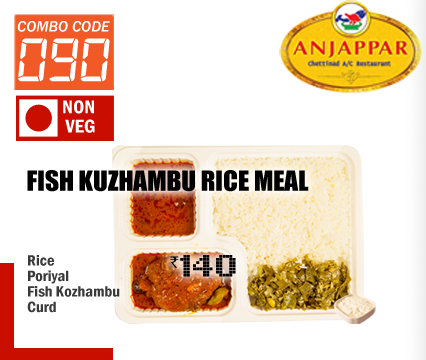 COMBO CODE
090
NON
VEG
ANJAPPAR
Chettinad A/C Restaurant
FISH KUZHAMBU RICE MEAL
₹140
Rice
Poriyal
Fish Kozhambu
Curd